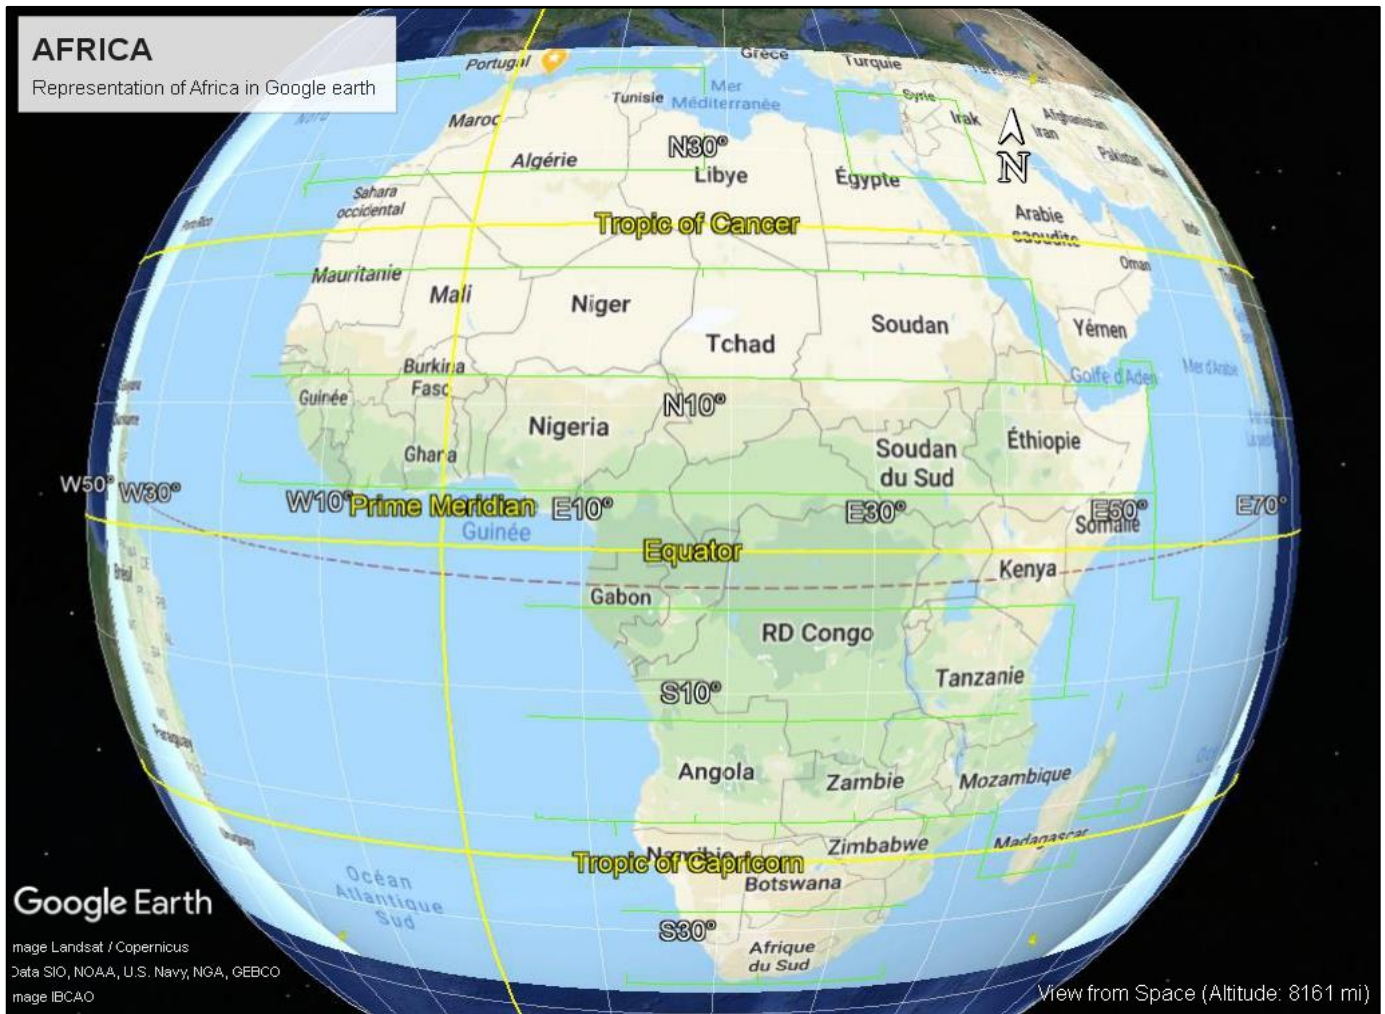 AFRICA
Representation of Africa in Google earth
Portugal
Grèce
Turquie
Mer
Méditerranée
Tunisie
Syrie
Irak
Iran
Afghanistan
Pakistan
Maroc
N30°
N
Algérie
Libye
Égypte
Sahara
occidental
Arabie
saoudite
Tropic of Cancer
Oman
Mauritanie
Mali
Niger
Tchad
Soudan
Yémen
Golfe d'Aden
Mer d'Arabe
Burkina
Faso
Guinée
N10°
Nigeria
Ghana
Soudan
du Sud
Éthiopie
W50°
W30°
W10°
Prime Meridian
E10°
E30°
E50°
E70°
Guinée
Somalie
Equator
Brésil
Kenya
Gabon
RD Congo
S10°
Tanzanie
Paraguay
Angola
Zambie
Mozambique
Uruguay
Madagascar
Zimbabwe
Namibie
Tropic of Capricorn
Botswana
Océan
Atlantique
Sud
S30°
Afrique
du Sud
Google Earth
mage Landsat / Copernicus
Data SIO, NOAA, U.S. Navy, NGA, GEBCO
mage IBCAO
View from Space (Altitude: 8161 mi)